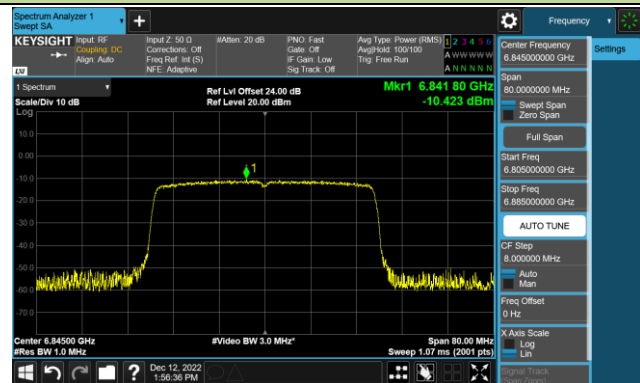 Spectrum Analyzer 1
Swept SA
Frequency
KEYSIGHT
Input: RF
Coupling: DC
Align: Auto
Input Z: 50 Ω
Corrections: Off
Freq Ref: Int (S)
NFE: Adaptive
#Atten: 20 dB
PNO: Fast
Gate: Off
IF Gain: Low
Sig Track: Off
Avg Type: Power (RMS)
Avg|Hold: 100/100
Trig: Free Run
1 2 3 4 5 6
A W W W W W
A N N N N N
LXI
1 Spectrum
Scale/Div 10 dB
Log
Ref Lvl Offset 24.00 dB
Ref Level 20.00 dBm
Mkr1 6.841 80 GHz
-10.423 dBm
10.0
0.00
-10.0
-20.0
-30.0
-40.0
-50.0
-60.0
-70.0
1
Center 6.84500 GHz
#Res BW 1.0 MHz
#Video BW 3.0 MHz*
Span 80.00 MHz
Sweep 1.07 ms (2001 pts)
Dec 12, 2022
1:56:36 PM
Center Frequency
6.845000000 GHz
Settings
Span
80.0000000 MHz
Swept Span
Zero Span
Full Span
Start Freq
6.805000000 GHz
Stop Freq
6.885000000 GHz
AUTO TUNE
CF Step
8.000000 MHz
Auto
Man
Freq Offset
0 Hz
X Axis Scale
Log
Lin
Signal Track
(Span Zoom)